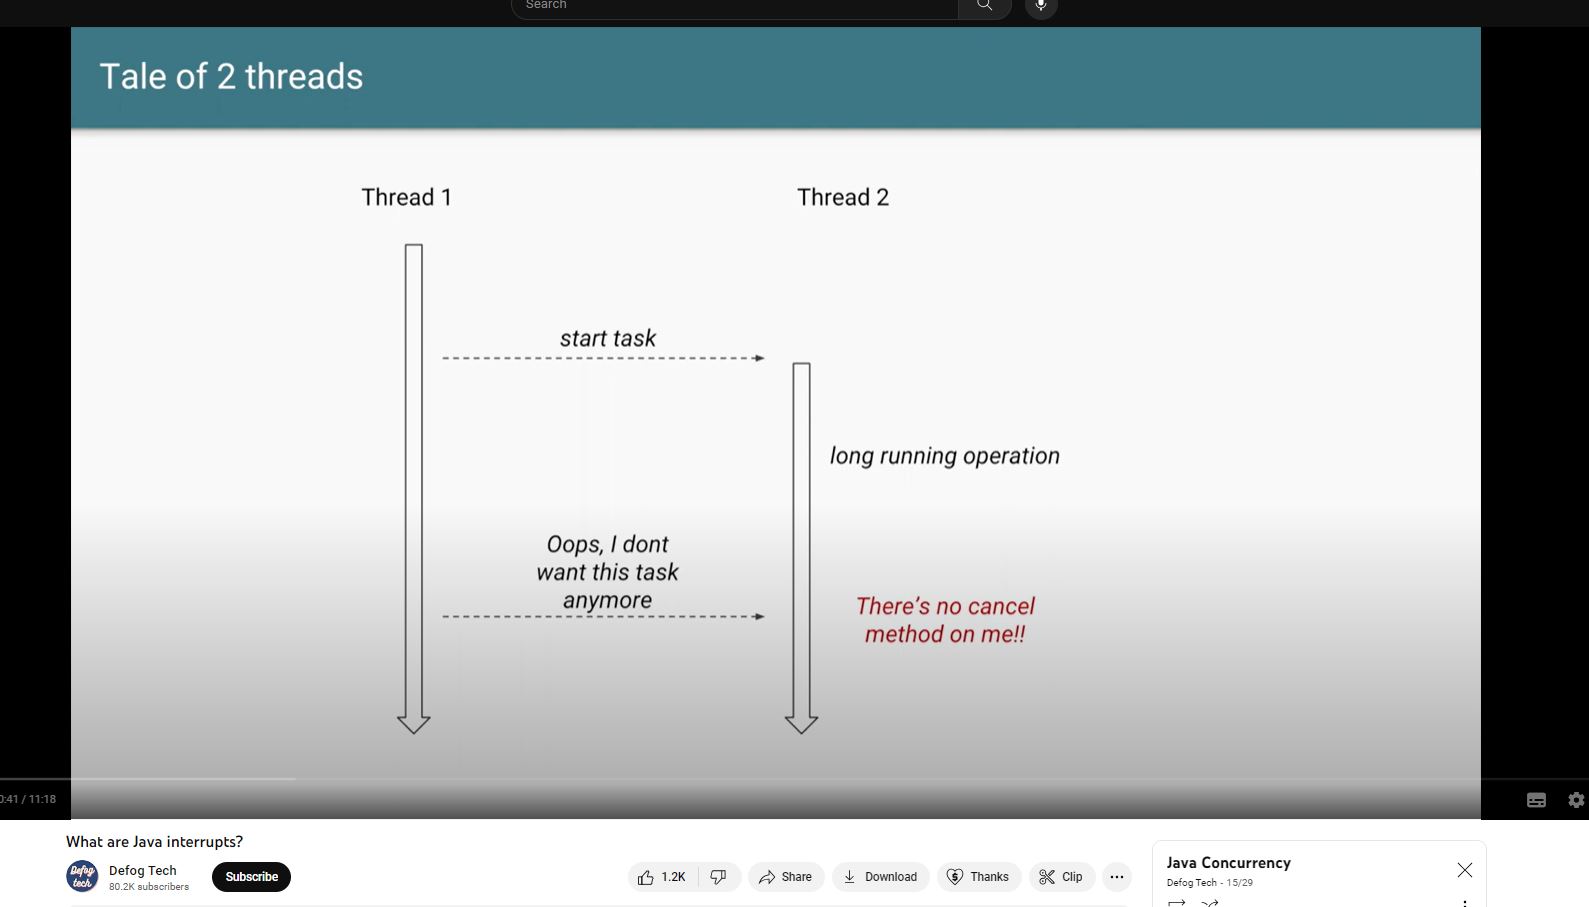 Search
Tale of 2 threads
Thread 1
Thread 2
start task
long running operation
Oops, I dont
want this task
anymore
There's no cancel
method on me!!
0:41 / 11:18
What are Java interrupts?
Defog
tech
Defog Tech
80.2K subscribers
Subscribe
1.2K
Share
Download
Thanks
Clip
Java Concurrency
Defog Tech - 15/29